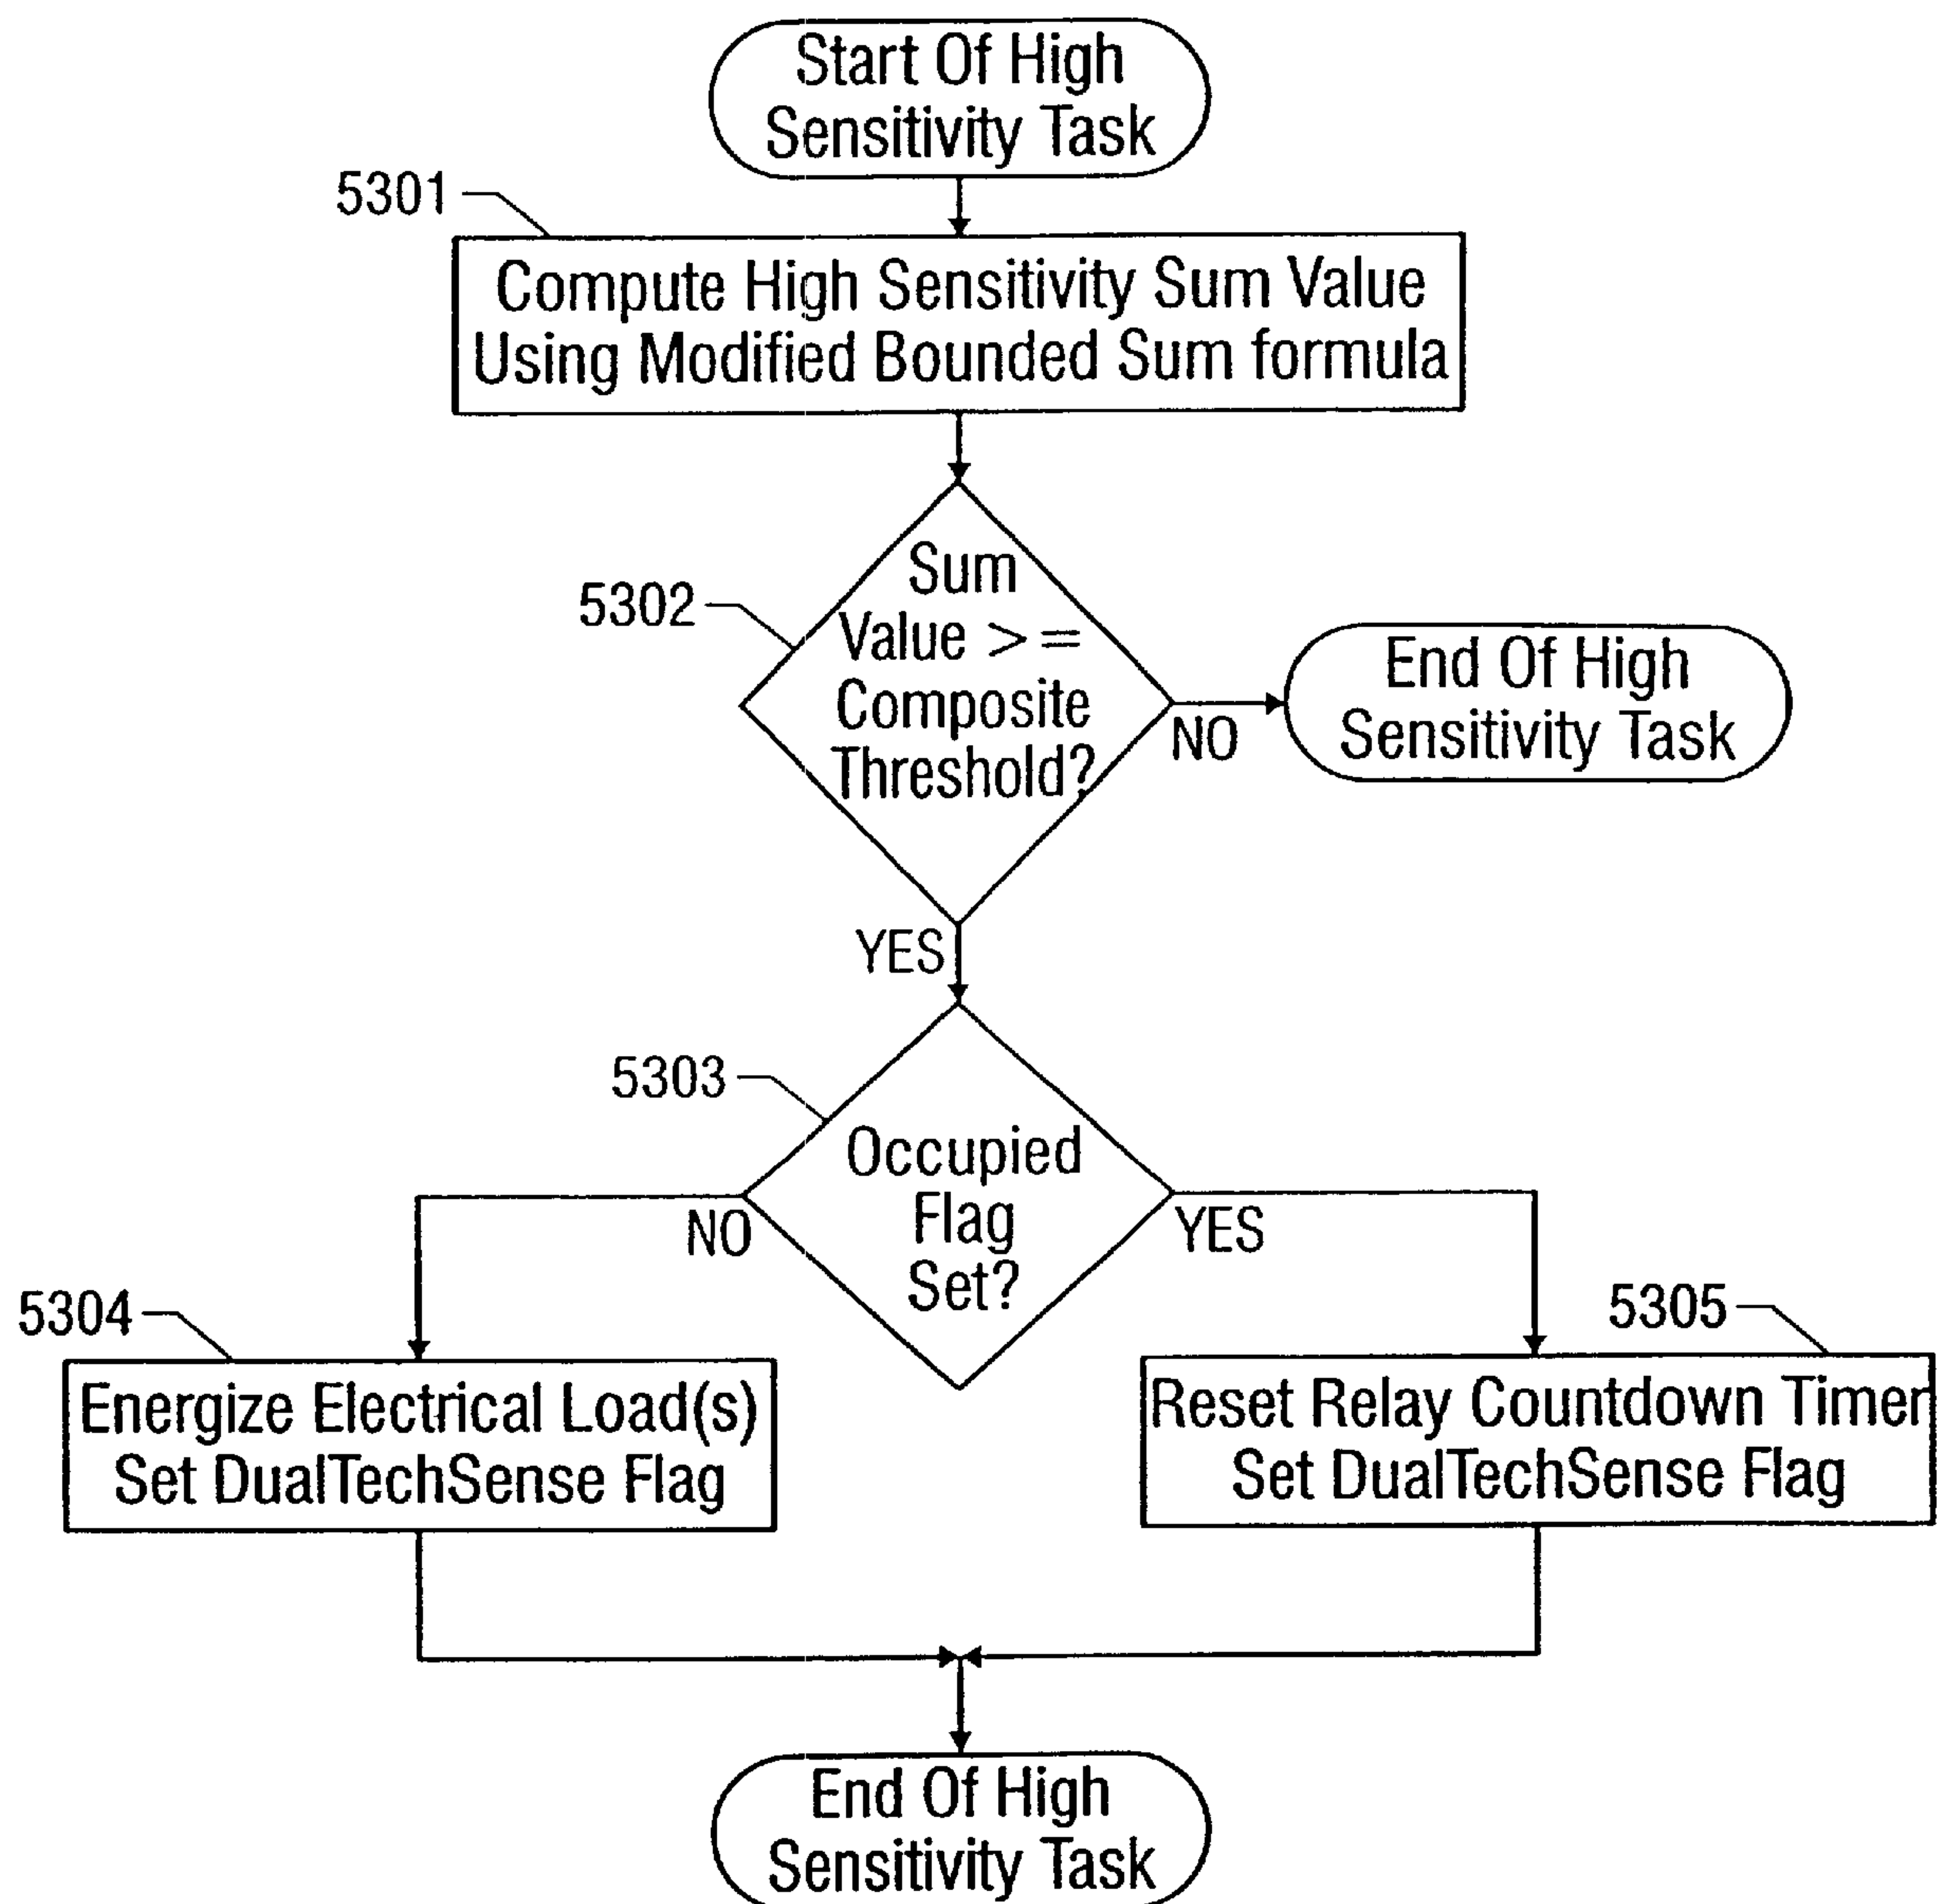 Start Of High
Sensitivity Task
5301
Compute High Sensitivity Sum Value
Using Modified Bounded Sum formula
5302
Sum
Value >=
Composite
Threshold?
NO
End Of High
Sensitivity Task
YES
5303
Occupied
Flag
Set?
NO
YES
5304
Energize Electrical Load(s)
Set DualTechSense Flag
5305
Reset Relay Countdown Timer
Set DualTechSense Flag
End Of High
Sensitivity Task